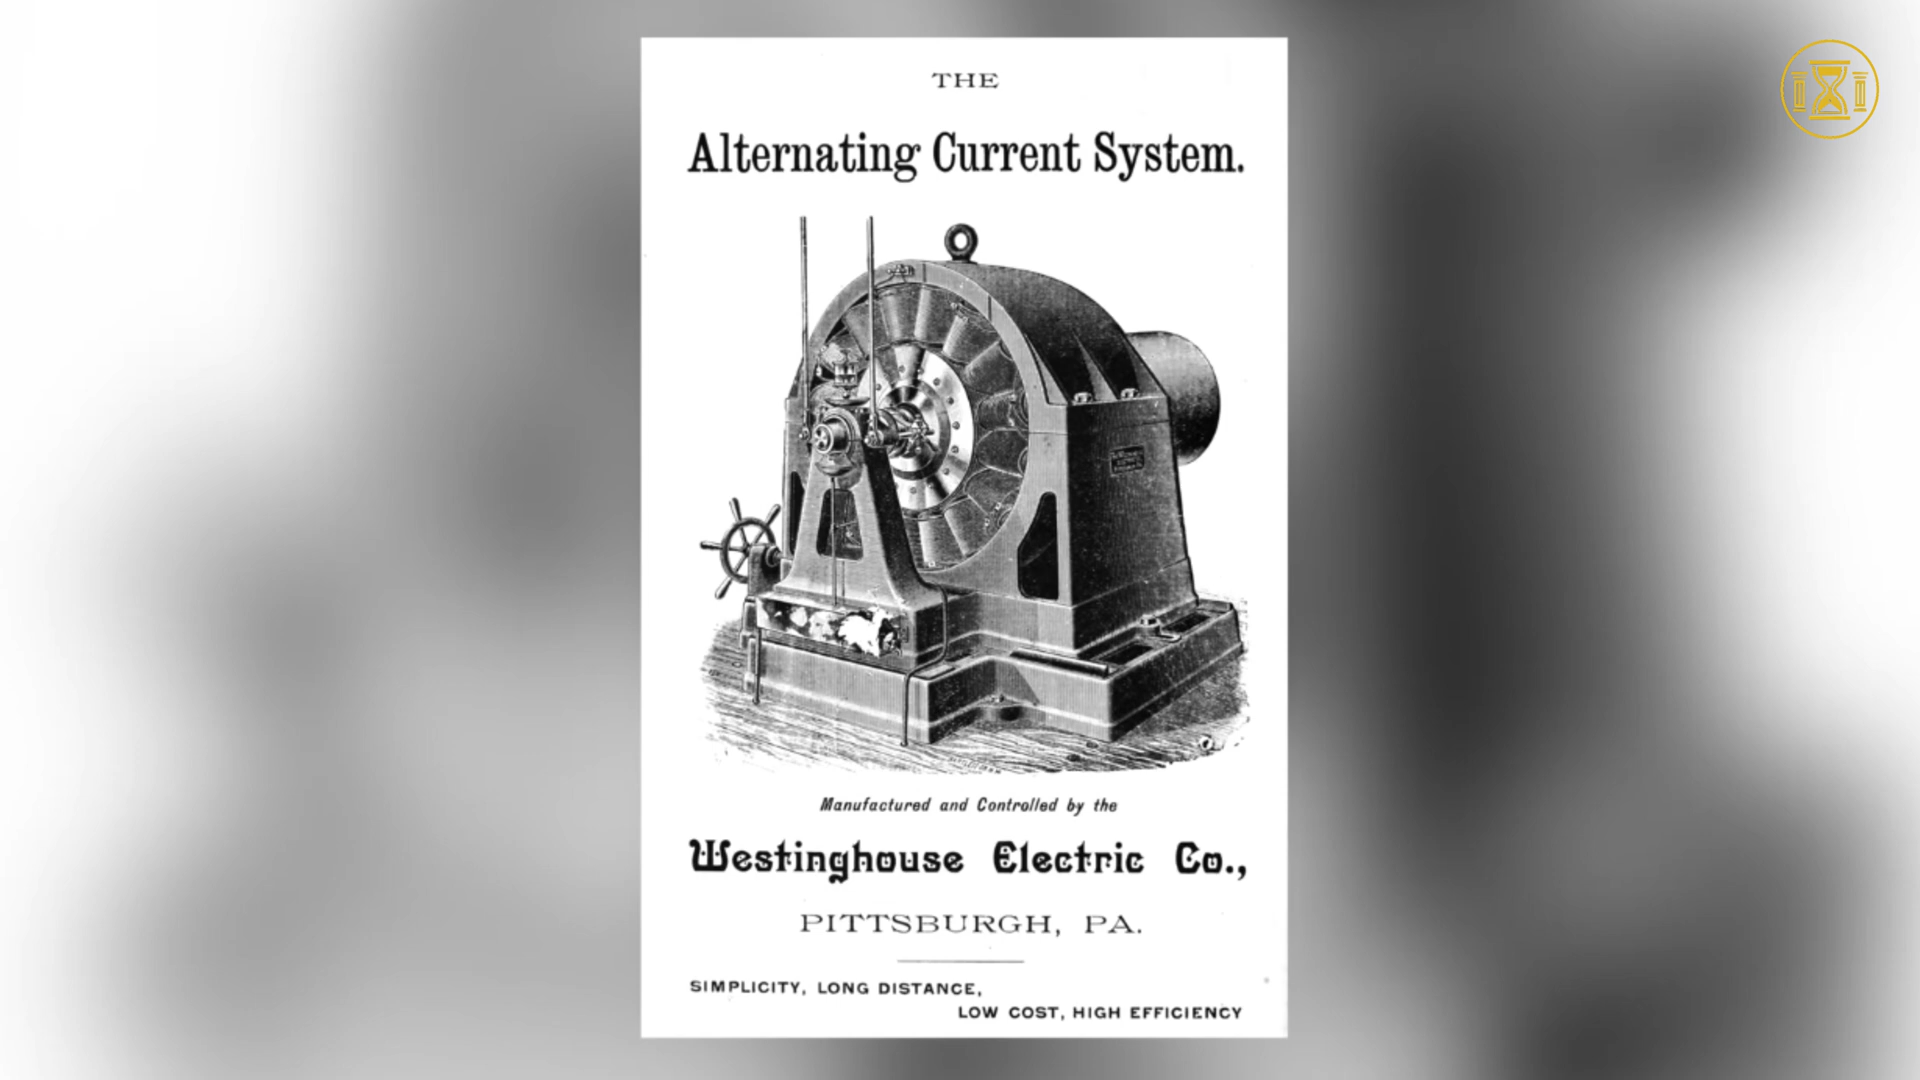 THE
Alternating Current System.
Manufactured and Controlled by the
Westinghouse Electric Co.,
PITTSBURGH, PA.
SIMPLICITY, LONG DISTANCE,
LOW COST, HIGH EFFICIENCY